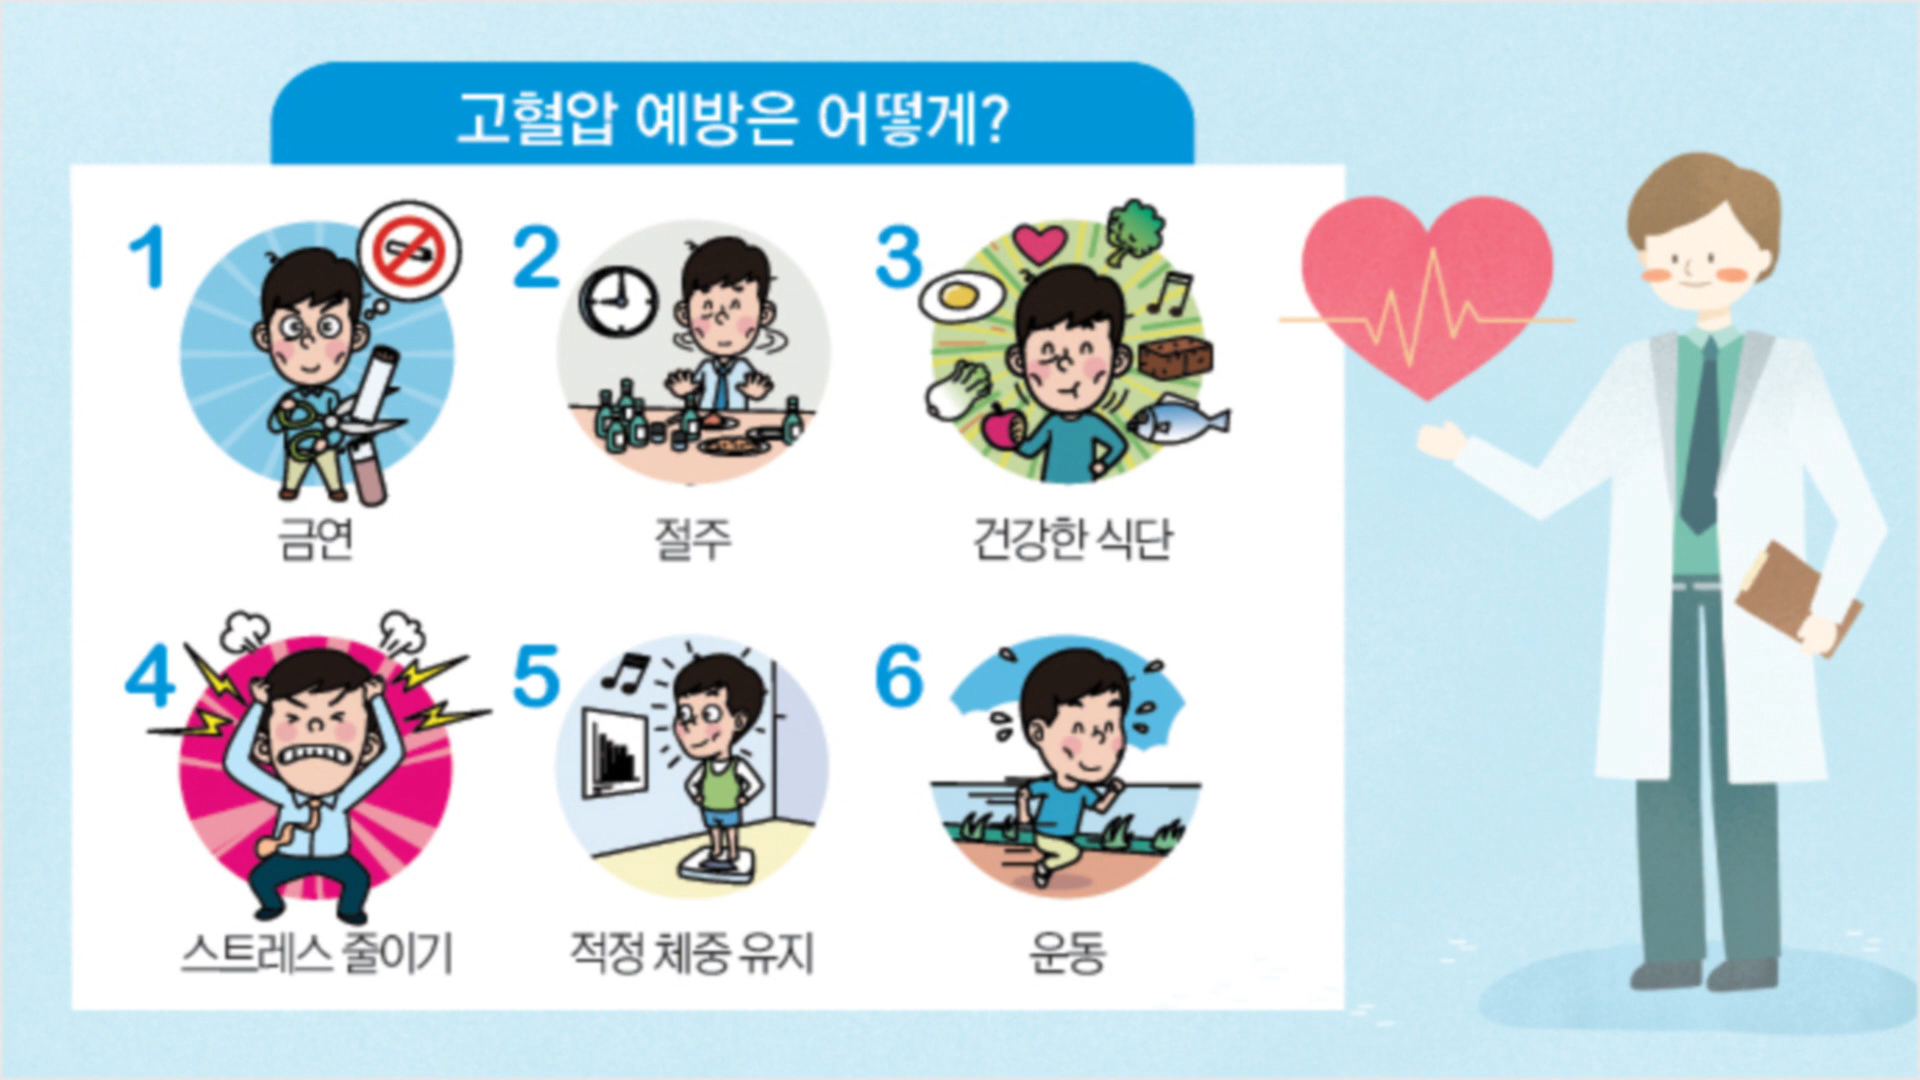 고혈압 예방은 어떻게?
1
2
3
금연
절주
건강한 식단
4
5
6
스트레스 줄이기
적정 체중 유지
운동